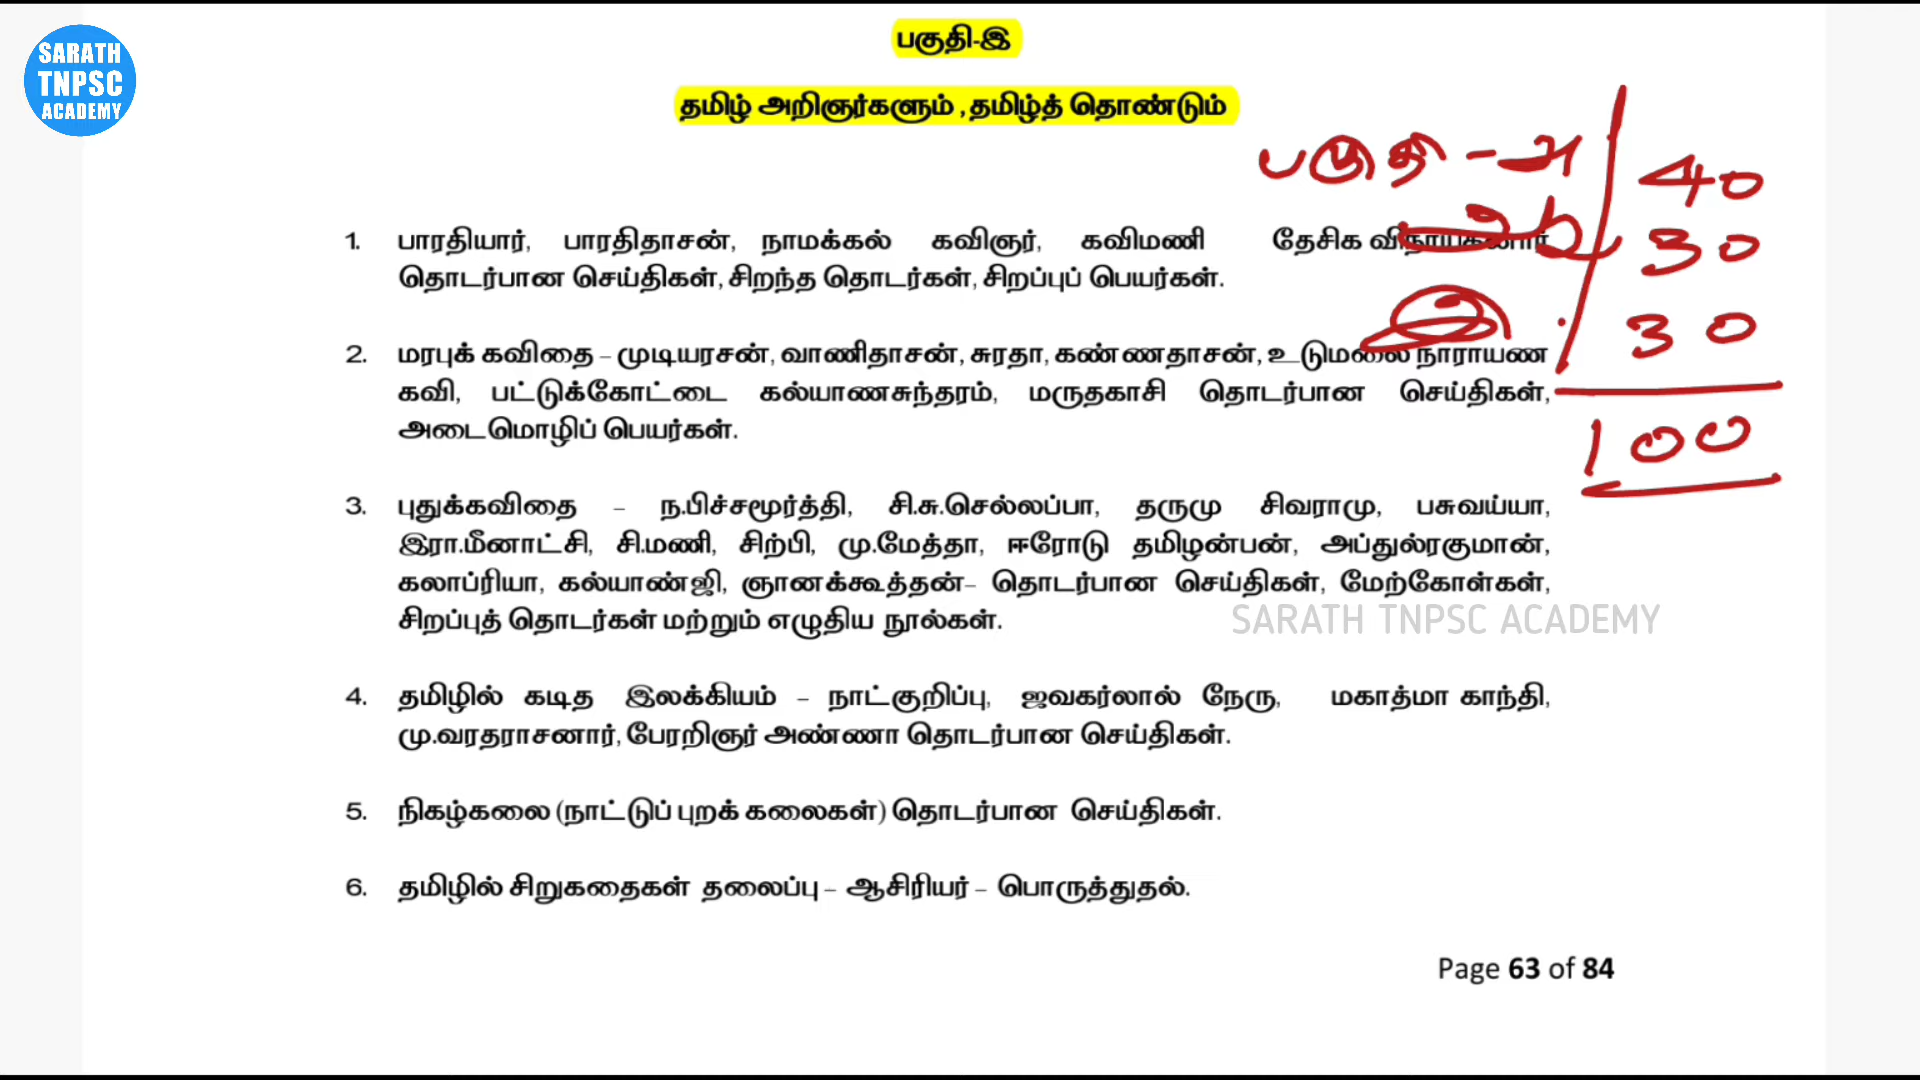 SARATH
TNPSC
ACADEMY
பகுதி-இ
தமிழ் அறிஞர்களும் , தமிழ்த் தொண்டும்
பகுதி - அ 40
ஆ 30
இ 30
100
1. பாரதியார், பாரதிதாசன், நாமக்கல் கவிஞர், கவிமணி தேசிக விநாயகனார்
தொடர்பான செய்திகள், சிறந்த தொடர்கள், சிறப்புப் பெயர்கள்.
2. மரபுக் கவிதை – முடியரசன், வாணிதாசன், சுரதா, கண்ணதாசன், உடுமலை நாராயண
கவி, பட்டுக்கோட்டை கல்யாணசுந்தரம், மருதகாசி தொடர்பான செய்திகள்,
அடைமொழிப் பெயர்கள்.
3. புதுக்கவிதை – ந.பிச்சமூர்த்தி, சி.சு.செல்லப்பா, தருமு சிவராமு, பசுவய்யா,
இரா.மீனாட்சி, சி.மணி, சிற்பி, மு.மேத்தா, ஈரோடு தமிழன்பன், அப்துல்ரகுமான்,
கலாப்ரியா, கல்யாண்ஜி, ஞானக்கூத்தன்– தொடர்பான செய்திகள், மேற்கோள்கள்,
சிறப்புத் தொடர்கள் மற்றும் எழுதிய நூல்கள்.
SARATH TNPSC ACADEMY
4. தமிழில் கடித இலக்கியம் – நாட்குறிப்பு, ஜவகர்லால் நேரு, மகாத்மா காந்தி,
மு.வரதராசனார், பேரறிஞர் அண்ணா தொடர்பான செய்திகள்.
5. நிகழ்கலை (நாட்டுப் புறக் கலைகள்) தொடர்பான செய்திகள்.
6. தமிழில் சிறுகதைகள் தலைப்பு – ஆசிரியர் – பொருத்துதல்.
Page 63 of 84